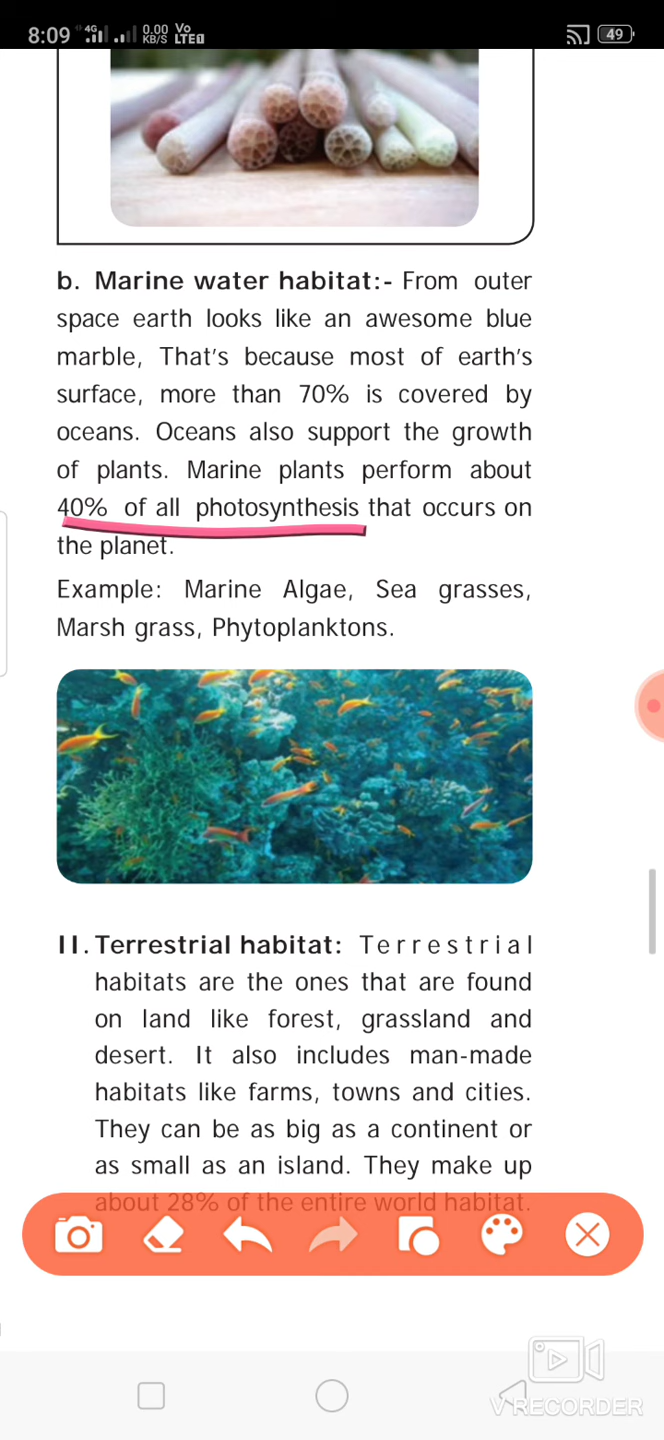 8:09 4G 0.00 KB/S Vo LTE 49
b. Marine water habitat:- From outer
space earth looks like an awesome blue
marble, That's because most of earth's
surface, more than 70% is covered by
oceans. Oceans also support the growth
of plants. Marine plants perform about
40% of all photosynthesis that occurs on
the planet.
Example: Marine Algae, Sea grasses,
Marsh grass, Phytoplanktons.
II. Terrestrial habitat: Terrestrial
habitats are the ones that are found
on land like forest, grassland and
desert. It also includes man-made
habitats like farms, towns and cities.
They can be as big as a continent or
as small as an island. They make up
about 28% of the entire world habitat.
V RECORDER